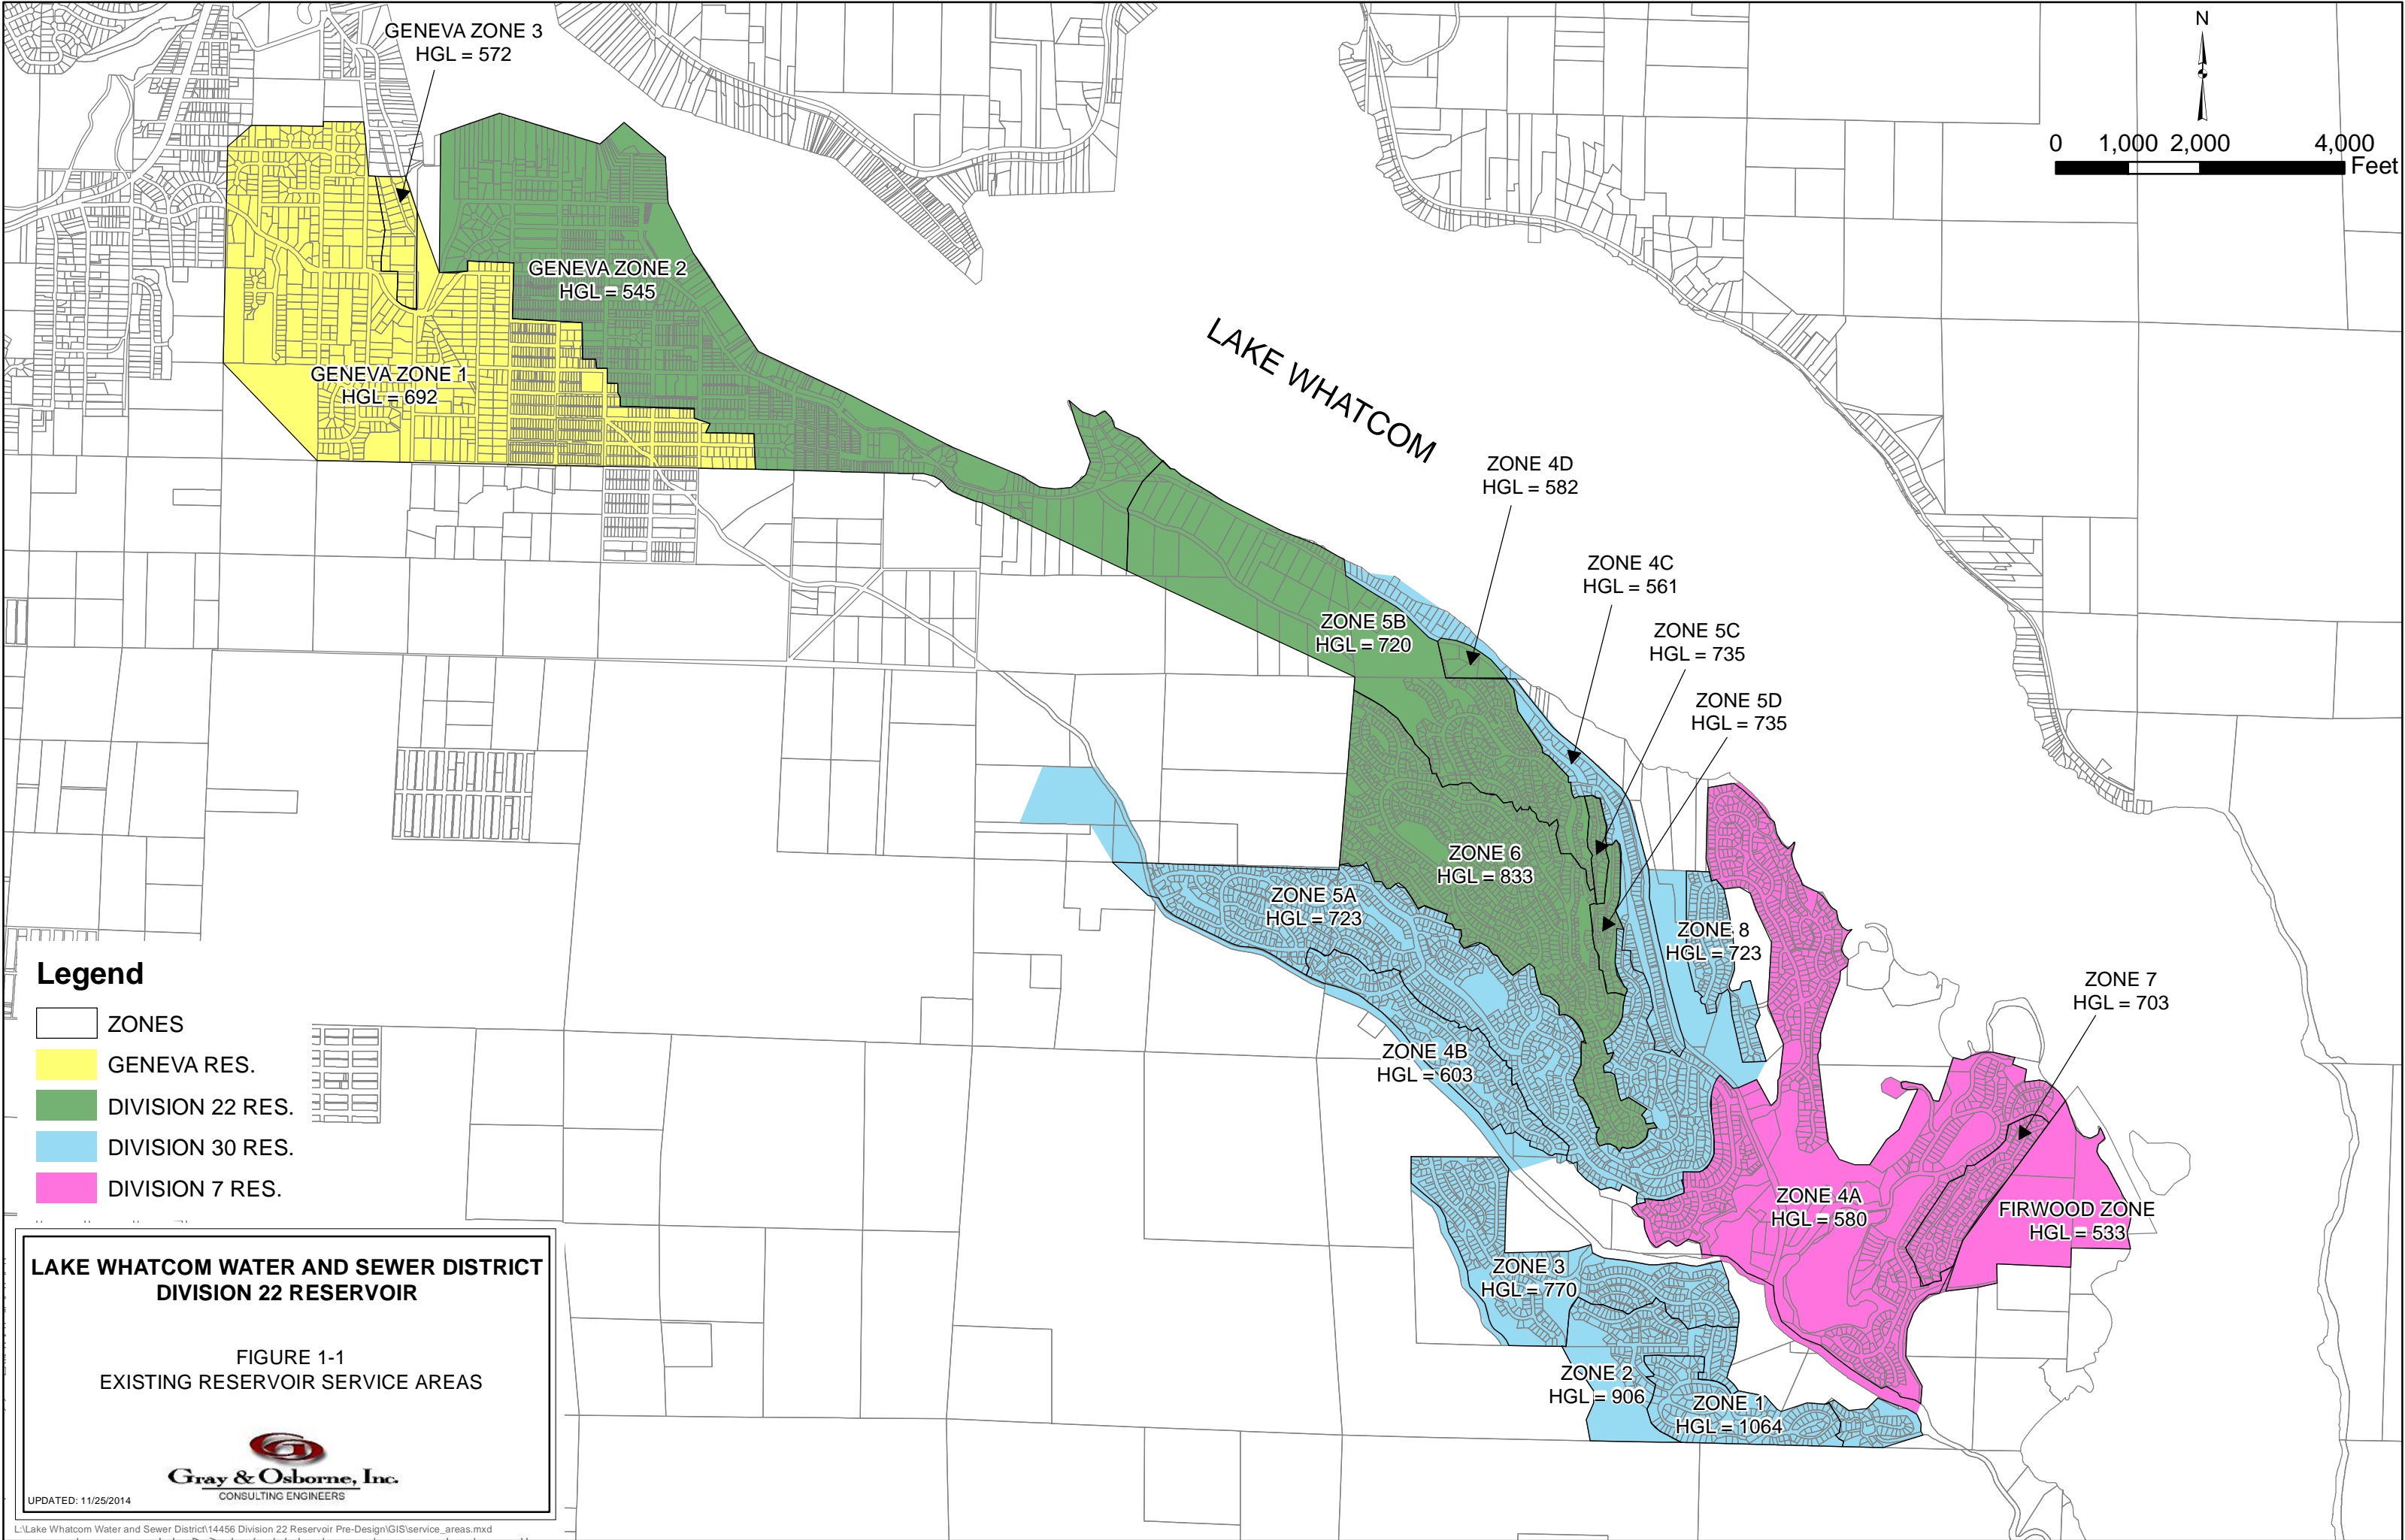 GENEVA ZONE 3
HGL = 572
N
0 1,000 2,000 4,000
Feet
GENEVA ZONE 2
HGL = 545
GENEVA ZONE 1
HGL = 692
LAKE WHATCOM
ZONE 4D
HGL = 582
ZONE 4C
HGL = 561
ZONE 5B
HGL = 720
ZONE 5C
HGL = 735
ZONE 5D
HGL = 735
ZONE 6
HGL = 833
ZONE 5A
HGL = 723
ZONE 8
HGL = 723
ZONE 7
HGL = 703
ZONE 4B
HGL = 603
ZONE 4A
HGL = 580
FIRWOOD ZONE
HGL = 533
ZONE 3
HGL = 770
ZONE 2
HGL = 906
ZONE 1
HGL = 1064
Legend
ZONES
GENEVA RES.
DIVISION 22 RES.
DIVISION 30 RES.
DIVISION 7 RES.
LAKE WHATCOM WATER AND SEWER DISTRICT
DIVISION 22 RESERVOIR
FIGURE 1-1
EXISTING RESERVOIR SERVICE AREAS
Gray & Osborne, Inc.
CONSULTING ENGINEERS
UPDATED: 11/25/2014
L:\Lake Whatcom Water and Sewer District\14456 Division 22 Reservoir Pre-Design\GIS\service_areas.mxd